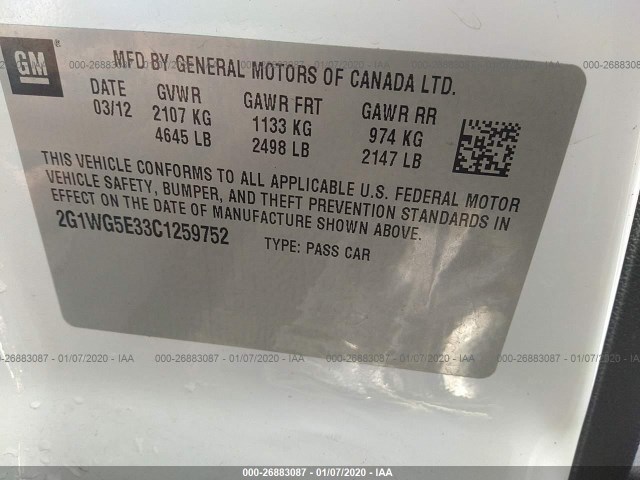 GM
MFD BY GENERAL MOTORS OF CANADA LTD.
DATE GVWR GAWR FRT GAWR RR
03/12 2107 KG 1133 KG 974 KG
4645 LB 2498 LB 2147 LB
THIS VEHICLE CONFORMS TO ALL APPLICABLE U.S. FEDERAL MOTOR
VEHICLE SAFETY, BUMPER, AND THEFT PREVENTION STANDARDS IN
EFFECT ON THE DATE OF MANUFACTURE SHOWN ABOVE.
2G1WG5E33C1259752 TYPE: PASS CAR
000-26883087 - 01/07/2020 - IAA
000-26883087 - 01/07/2020 - IAA
000-26883087 - 01/07/2020 - IAA
000-26883087 - 01/07/2020 - IAA